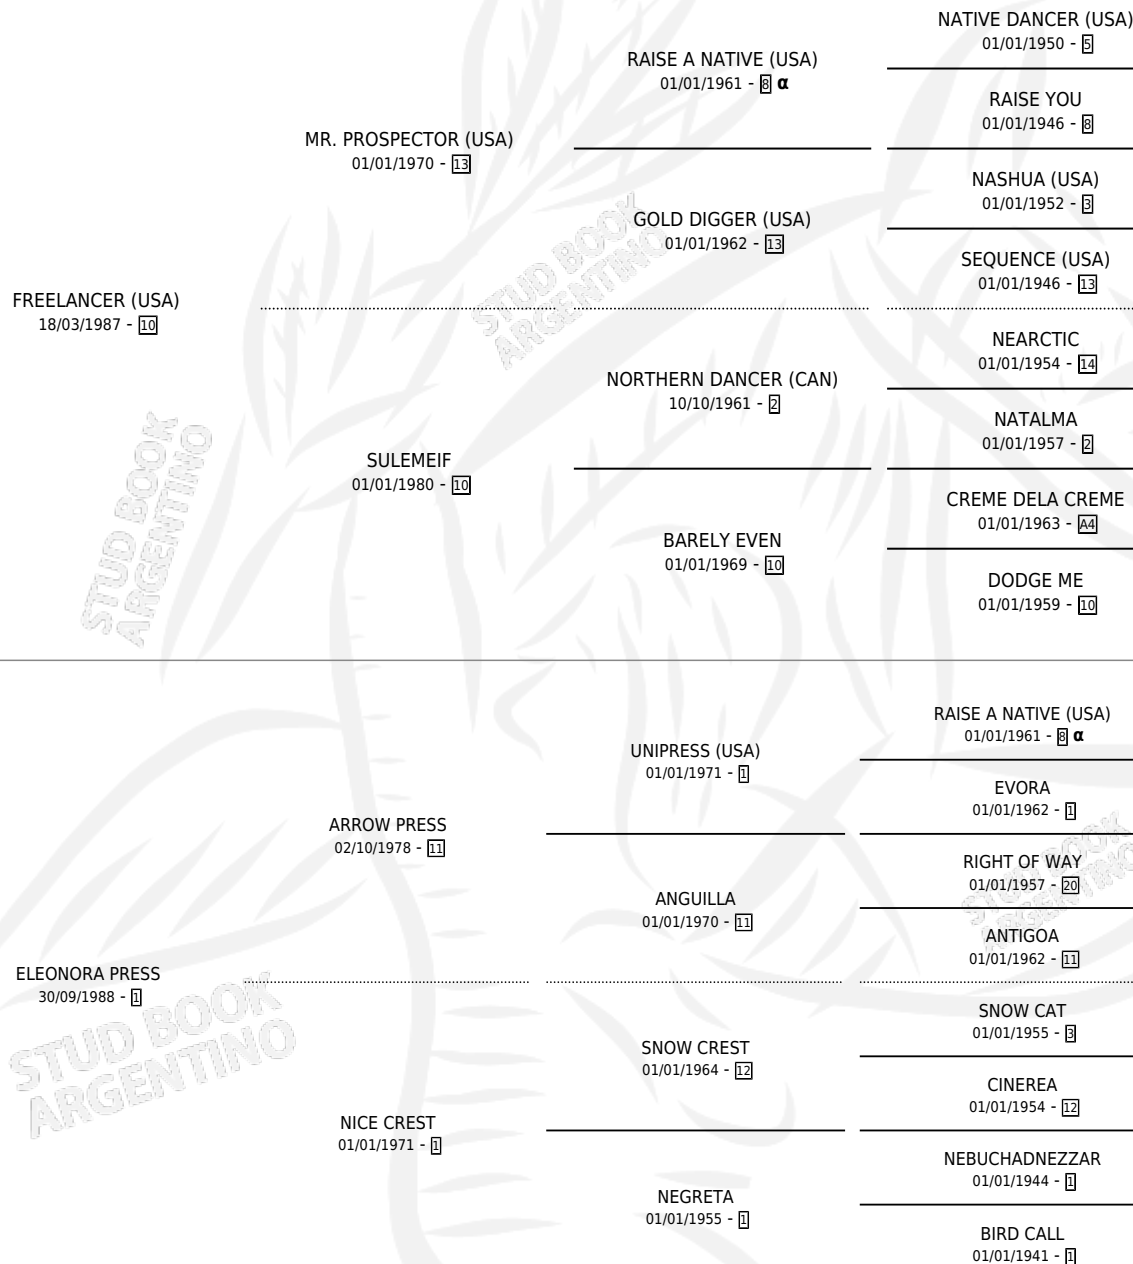 NATIVE DANCER (USA)
01/01/1950 - 5
RAISE A NATIVE (USA)
01/01/1961 - 8 α
RAISE YOU
01/01/1946 - 8
MR. PROSPECTOR (USA)
01/01/1970 - 13
NASHUA (USA)
01/01/1952 - 3
GOLD DIGGER (USA)
01/01/1962 - 13
SEQUENCE (USA)
01/01/1946 - 13
FREELANCER (USA)
18/03/1987 - 10
STUD BOOK
ARGENTINO
NEARCTIC
01/01/1954 - 14
NORTHERN DANCER (CAN)
10/10/1961 - 2
NATALMA
01/01/1957 - 2
SULEMEIF
01/01/1980 - 10
CREME DELA CREME
01/01/1963 - A4
BARELY EVEN
01/01/1969 - 10
DODGE ME
01/01/1959 - 10
STUD BOOK
ARGENTINO
RAISE A NATIVE (USA)
01/01/1961 - 8 α
UNIPRESS (USA)
01/01/1971 - 1
EVORA
01/01/1962 - 1
ARROW PRESS
02/10/1978 - 11
RIGHT OF WAY
01/01/1957 - 20
ANGUILLA
01/01/1970 - 11
ANTIGOA
01/01/1962 - 11
STUD BOOK
ARGENTINO
ELEONORA PRESS
30/09/1988 - 1
SNOW CAT
01/01/1955 - 3
SNOW CREST
01/01/1964 - 12
CINEREA
01/01/1954 - 12
STUD BOOK
ARGENTINO
NICE CREST
01/01/1971 - 1
NEBUCHADNEZZAR
01/01/1944 - 1
NEGRETA
01/01/1955 - 1
BIRD CALL
01/01/1941 - 1